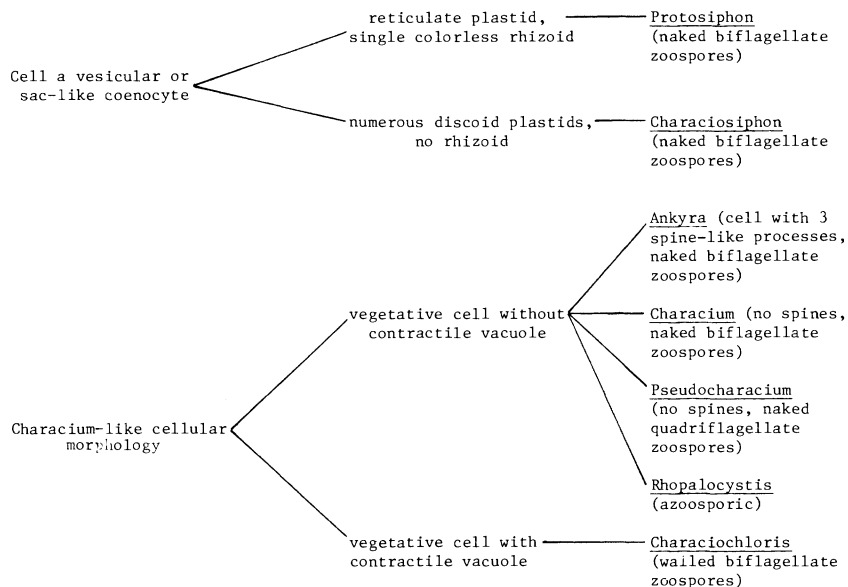 Cell a vesicular or
sac-like coenocyte
reticulate plastid,
single colorless rhizoid
Protosiphon
(naked biflagellate
zoospores)
numerous discoid plastids,
no rhizoid
Characiosiphon
(naked biflagellate
zoospores)
Characium-like cellular
morphology
vegetative cell without
contractile vacuole
Ankyra (cell with 3
spine-like processes,
naked biflagellate
zoospores)
Characium (no spines,
naked biflagellate
zoospores)
Pseudocharacium
(no spines, naked
quadriflagellate
zoospores)
Rhopalocystis
(azoosporic)
vegetative cell with
contractile vacuole
Characiochloris
(wailed biflagellate
zoospores)